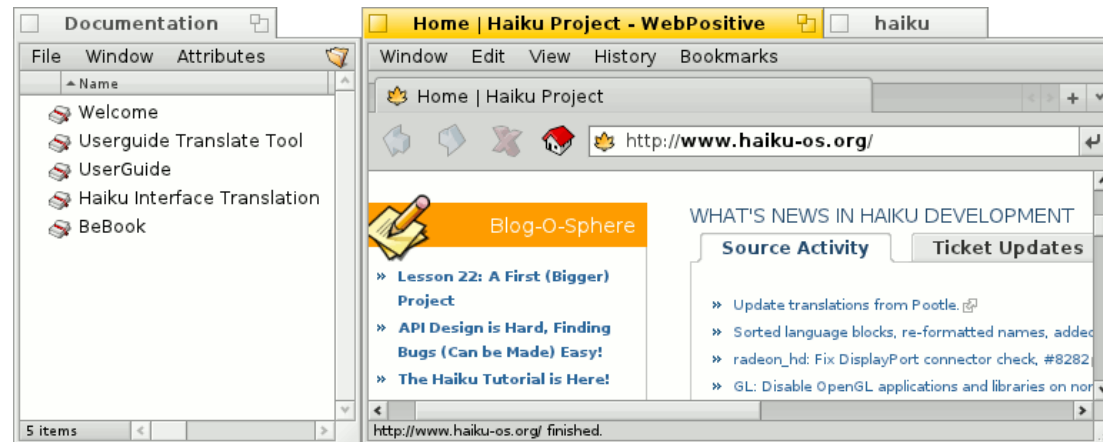 Documentation
File Window Attributes
Name
Welcome
Userguide Translate Tool
UserGuide
Haiku Interface Translation
BeBook
5 items
Home | Haiku Project - WebPositive
haiku
Window Edit View History Bookmarks
Home | Haiku Project
http://www.haiku-os.org/
Blog-O-Sphere
» Lesson 22: A First (Bigger)
Project
» API Design is Hard, Finding
Bugs (Can be Made) Easy!
» The Haiku Tutorial is Here!
WHAT'S NEWS IN HAIKU DEVELOPMENT
Source Activity Ticket Updates
» Update translations from Pootle.
» Sorted language blocks, re-formatted names, added
» radeon_hd: Fix DisplayPort connector check, #8282
» GL: Disable OpenGL applications and libraries on
http://www.haiku-os.org/ finished.